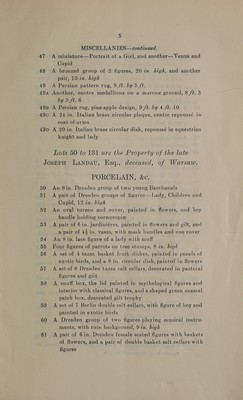 5
MISCELLANIES—continued.
47 A miniature—Portrait of a Girl, and another—Venus and
Cupid
48 A bronzed group of 2 figures, 20 in. high, and another
pair, 13 in. high
49 A Persian pattern rug, 9 ft. by 5 ft.
49A Another, centre medallions on a maroon ground, 8 ft. 3
by 5 ft. 6
49B A Persian rug, pine-apple design, 9 ft. by 4 ft. 10
49C A 24 in. Italian brass circular plaque, centre repoussé in
coat of arms
49D A 20 in. Italian brass circular dish, repoussé in equestrian
knight and lady
Lots 50 to 131 are the Property of the late
JOSEPH LANDAU, Esq., deceased, of Warsaw.
PORCELAIN, &c.
50 An 8 in. Dresden group of two young Bacchanals
51 A pair of Dresden groups of figures—Lady, Children and
Cupid, 12 in. high
52 An oval tureen and cover, painted in flowers, and boy
handle holding cornucopia
53 A pair of 6 in. jardinières, painted in flowers and gilt, and
a pair of 4½ in. vases, with mask handles and one cover
54 An 8 in. lace figure of a lady with muff
55 Four figures of parrots on tree stumps, 8 in. high
56 A set of 4 tazza basket fruit dishes, painted in panels of
exotic birds, and a 9 in. circular dish, painted in flowers
57 A set of 8 Dresden tazza salt cellars, decorated in pastoral
figures and gilt
58 A snuff box, the lid painted in mythological figures and
interior with classical figures, and a shaped green enamel
patch box, decorated gilt trophy
59 A set of 7 Berlin double salt cellars, with figure of boy and
painted in exotic birds
60 A Dresden group of two figures playing musical instru-
ments, with ruin background, 9 in. high
61 A pair of 6 in. Dresden female seated figures with baskets
of flowers, and a pair of double basket salt cellars with
figures